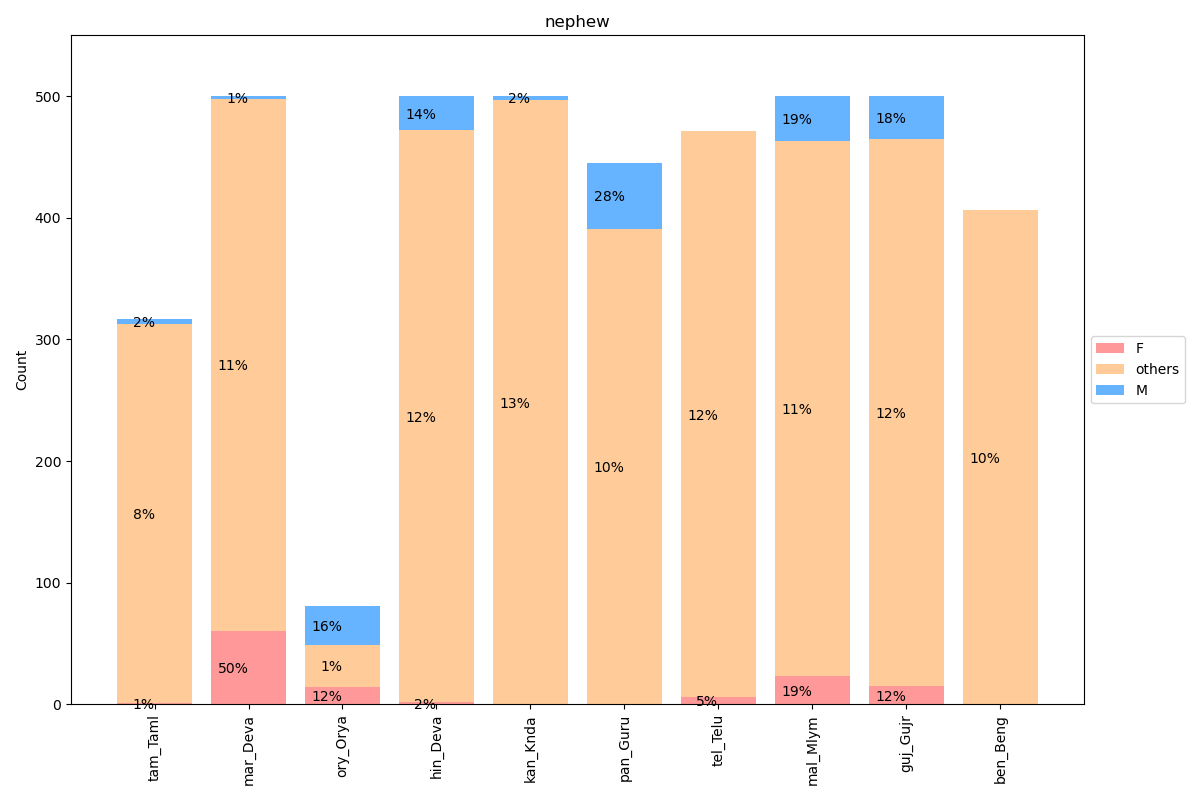 nephew
Count
500
400
300
200
100
0
2%
8%
1%
1%
11%
50%
16%
1%
12%
14%
12%
2%
2%
13%
28%
10%
12%
5%
19%
11%
19%
18%
12%
12%
10%
tam_Taml
mar_Deva
ory_Orya
hin_Deva
kan_Knda
pan_Guru
tel_Telu
mal_Mlym
guj_Gujr
ben_Beng
F
others
M